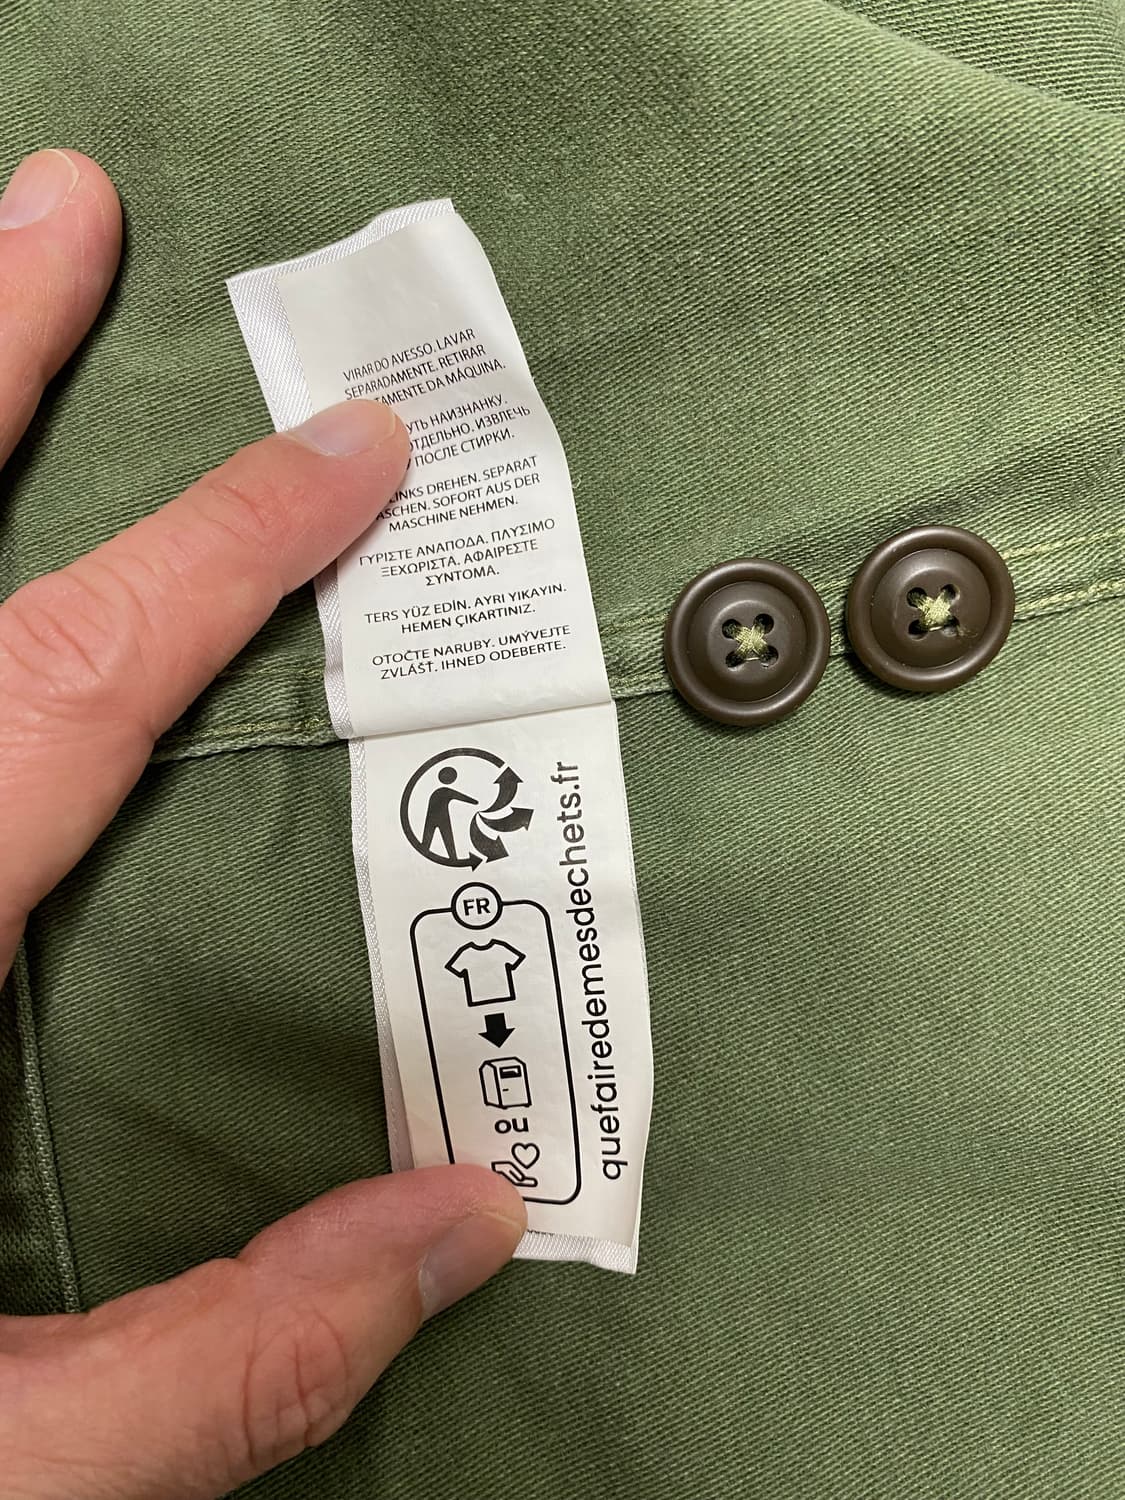 VIRAR DO AVESSO. LAVAR
SEPARADAMENTE. RETIRAR
DA MÁQUINA.
НАИЗНАНКУ.
ИЗВЛЕЧЬ
ПОСЛЕ СТИРКИ.
DREHEN. SEPARAT
SOFORT AUS DER
MASCHINE NEHMEN.
ΓΥΡΙΣΤΕ ΑΝΑΠΟΔΑ. ΠΛΥΣΙΜΟ
ΞΕΧΩΡΙΣΤΑ. ΑΦΑΙΡΕΣΤΕ
ΣΥΝΤΟΜΑ.
TERS YÜZ EDİN. AYRI YIKAYIN.
HEMEN ÇIKARTINIZ.
OTOČTE NARUBY. UMÝVEJTE
ZVLÁŠŤ. IHNED ODEBERTE.
FR
ou
quefairedemesdechets.fr